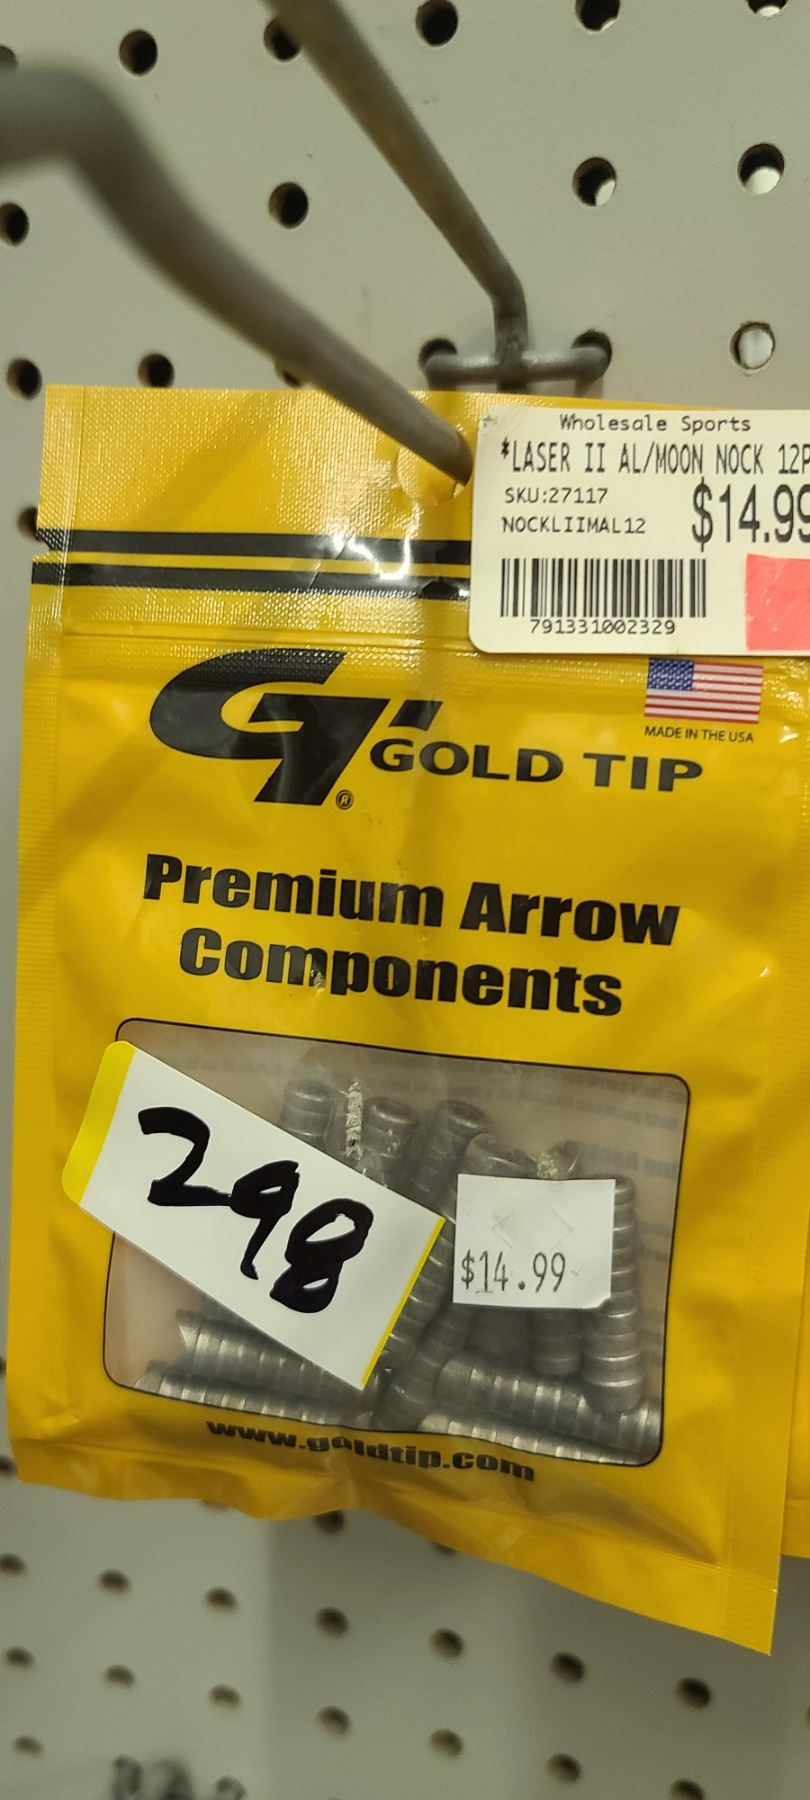 Wholesale Sports
*LASER II AL/MOON NOCK 12P
SKU:27117
$14.99
NOCKLIIMAL12
791331002329
MADE IN THE USA
GT®
GOLD TIP
Premium Arrow
Components
298
$14.99
www.goldtip.com